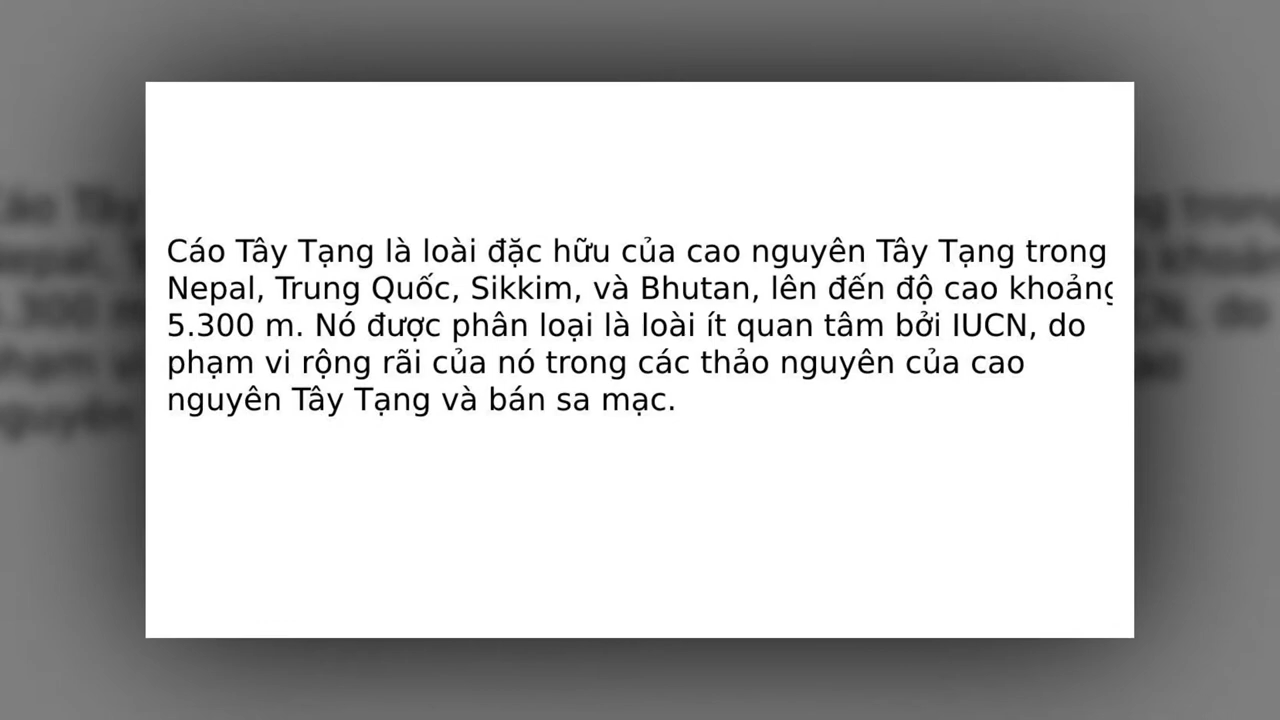 Cáo Tây Tạng là loài đặc hữu của cao nguyên Tây Tạng trong
Nepal, Trung Quốc, Sikkim, và Bhutan, lên đến độ cao khoảng
5.300 m. Nó được phân loại là loài ít quan tâm bởi IUCN, do
phạm vi rộng rãi của nó trong các thảo nguyên của cao
nguyên Tây Tạng và bán sa mạc.